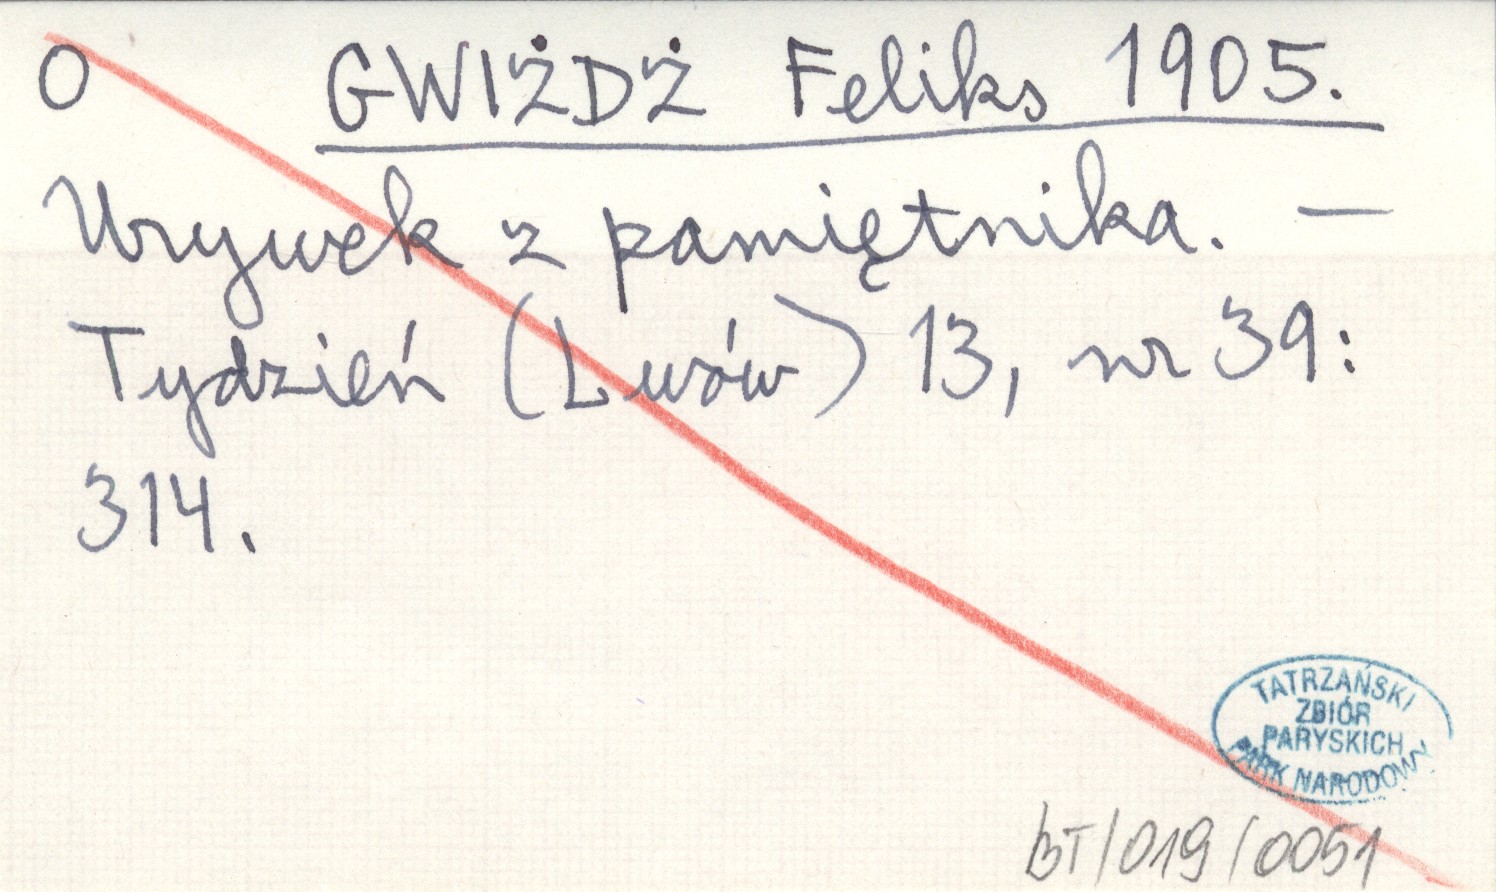 O GWIŻDŻ Feliks 1905.
Urywek z pamiętnika. —
Tydzień (Lwów) 13, nr 39:
314.
TATRZAŃSKI
ZBIÓR
PARYSKICH
PARK NARODOWY
BT/019/0051